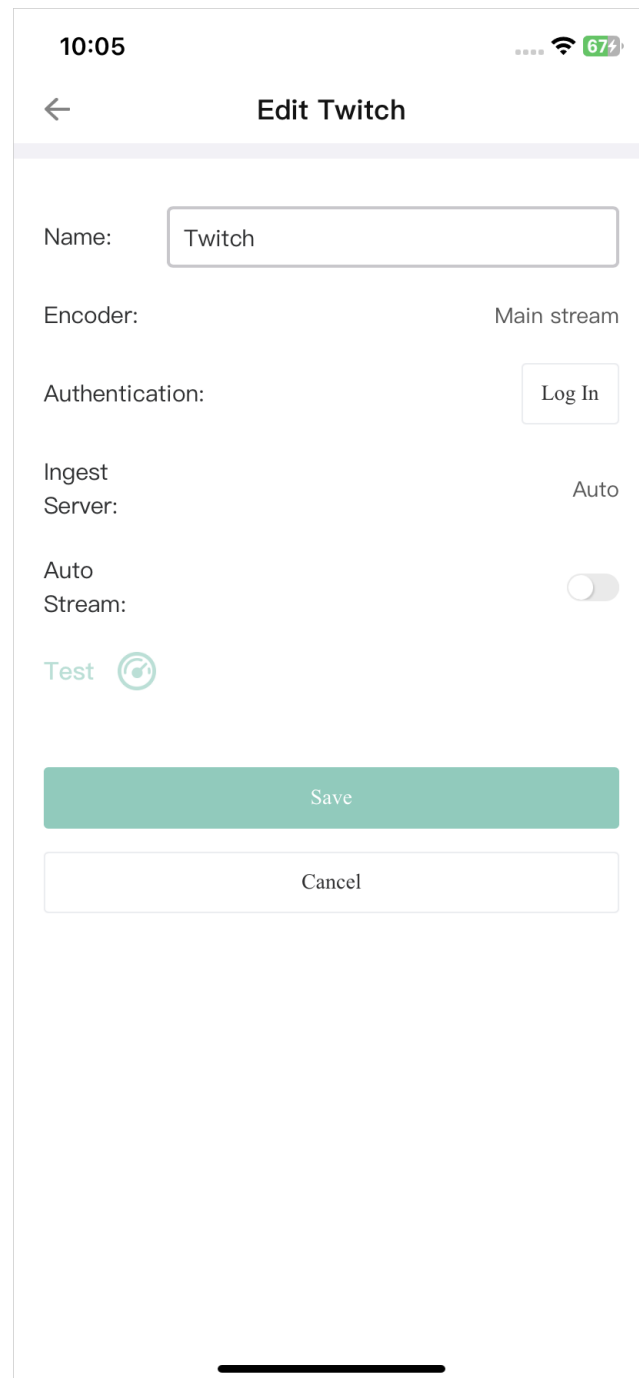 10:05
67
Edit Twitch
Name:
Twitch
Encoder:
Main stream
Authentication:
Log In
Ingest
Server:
Auto
Auto
Stream:
Test
Save
Cancel